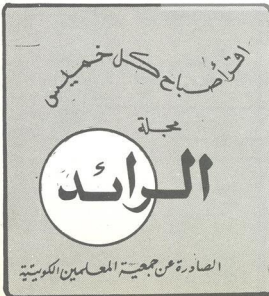 اقرأ صباح كل خميس
مجلة
الرائد
الصادرة عن جمعية المعلمين الكويتية